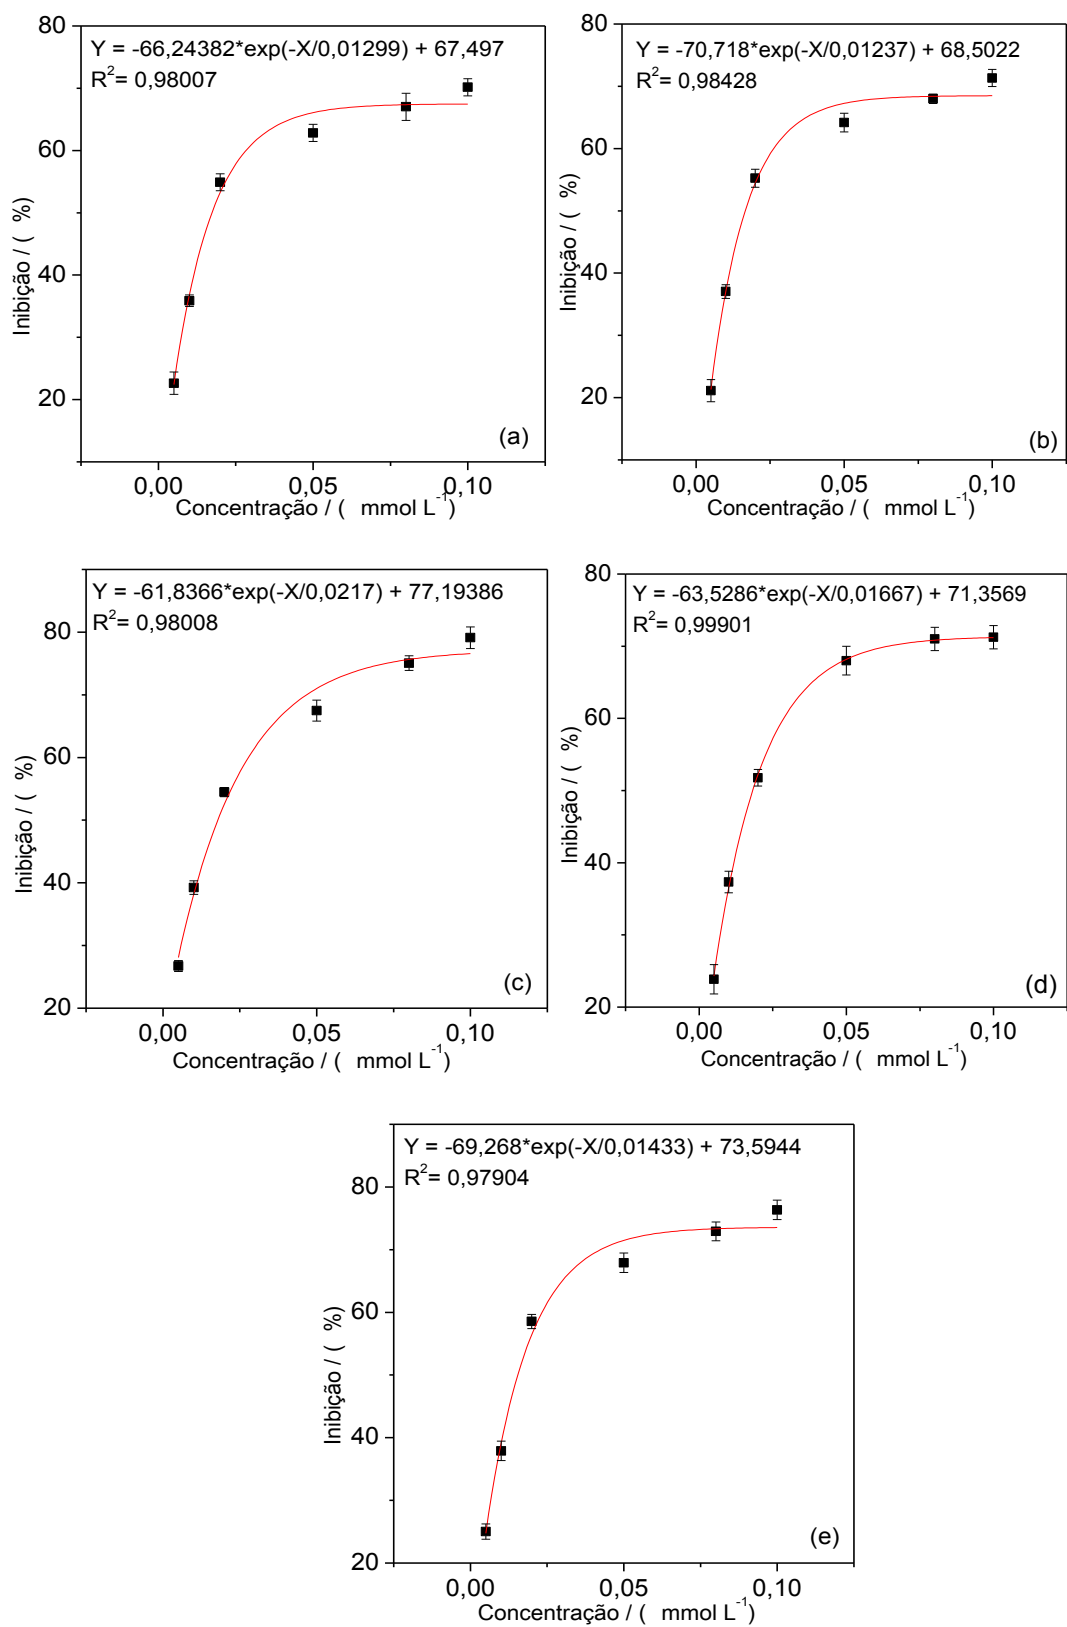 Y = -66,24382*exp(-X/0,01299) + 67,497
R²= 0,98007
80
60
40
20
Inibição / ( %)
(a)
0,00 0,05 0,10
Concentração / ( mmol L⁻¹)
Y = -70,718*exp(-X/0,01237) + 68,5022
R²= 0,98428
80
60
40
20
Inibição / ( %)
(b)
0,00 0,05 0,10
Concentração / ( mmol L⁻¹)
Y = -61,8366*exp(-X/0,0217) + 77,19386
R²= 0,98008
80
60
40
20
Inibição / ( %)
(c)
0,00 0,05 0,10
Concentração / ( mmol L⁻¹)
Y = -63,5286*exp(-X/0,01667) + 71,3569
R²= 0,99901
80
60
40
20
Inibição / ( %)
(d)
0,00 0,05 0,10
Concentração / ( mmol L⁻¹)
Y = -69,268*exp(-X/0,01433) + 73,5944
R²= 0,97904
80
60
40
20
Inibição / ( %)
(e)
0,00 0,05 0,10
Concentração / ( mmol L⁻¹)